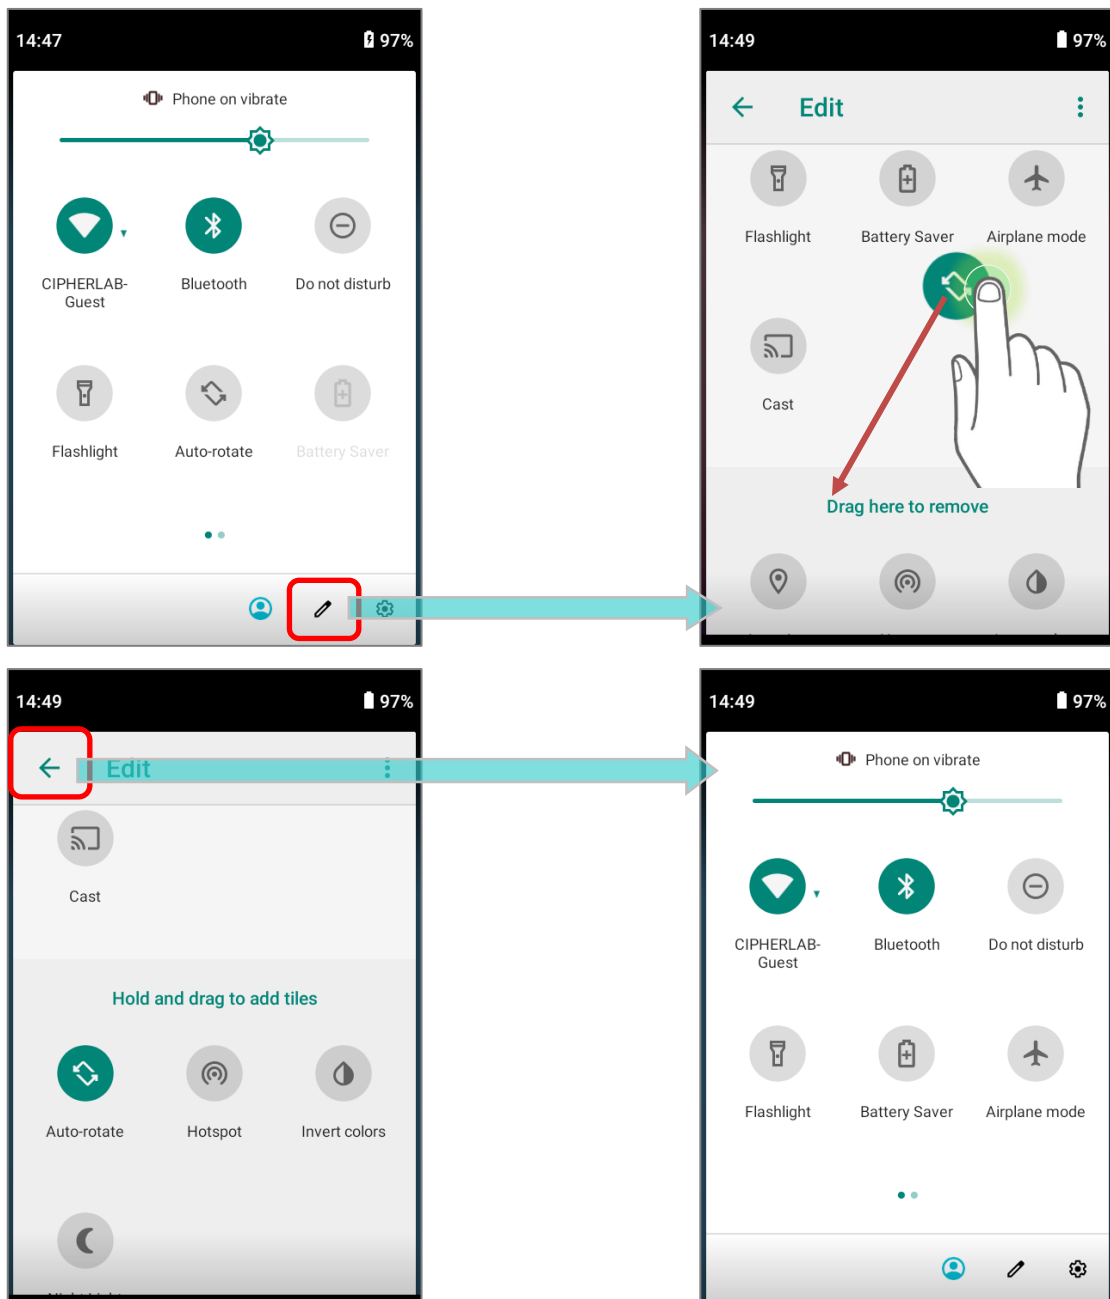 14:47 97%
Phone on vibrate
CIPHERLAB-
Guest
Bluetooth
Do not disturb
Flashlight
Auto-rotate
Battery Saver
14:49 97%
Edit
Flashlight
Battery Saver
Airplane mode
Cast
Drag here to remove
14:49 97%
Edit
Cast
Hold and drag to add tiles
Auto-rotate
Hotspot
Invert colors
14:49 97%
Phone on vibrate
CIPHERLAB-
Guest
Bluetooth
Do not disturb
Flashlight
Battery Saver
Airplane mode